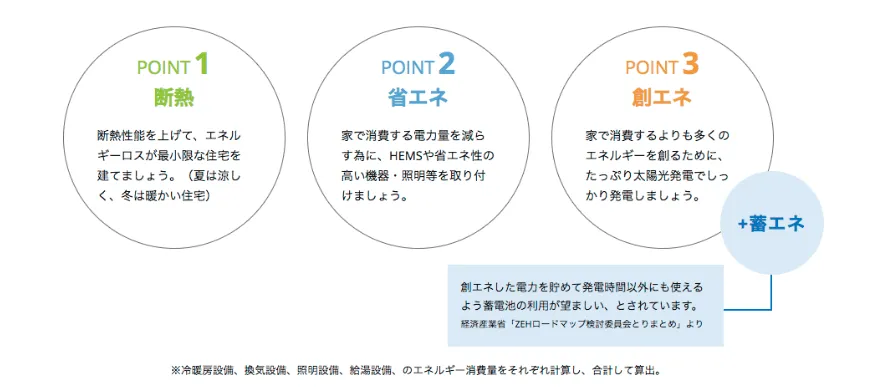 POINT 1
断熱
断熱性能を上げて、エネル
ギーロスが最小限な住宅を
建てましょう。（夏は涼し
く、冬は暖かい住宅）
POINT 2
省エネ
家で消費する電力量を減ら
す為に、HEMSや省エネ性の
高い機器・照明等を取り付
けましょう。
POINT 3
創エネ
家で消費するよりも多くの
エネルギーを創るために、
たっぷり太陽光発電でしっ
かり発電しましょう。
+蓄エネ
創エネした電力を貯めて発電時間以外にも使える
よう蓄電池の利用が望ましい、とされています。
経済産業省「ZEHロードマップ検討委員会とりまとめ」より
※冷暖房設備、換気設備、照明設備、給湯設備、のエネルギー消費量をそれぞれ計算し、合計して算出。